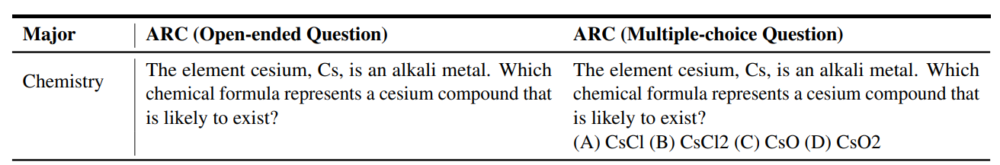 Major ARC (Open-ended Question) ARC (Multiple-choice Question)
Chemistry
The element cesium, Cs, is an alkali metal. Which
chemical formula represents a cesium compound that
is likely to exist?
The element cesium, Cs, is an alkali metal. Which
chemical formula represents a cesium compound that
is likely to exist?
(A) CsCl (B) CsCl2 (C) CsO (D) CsO2